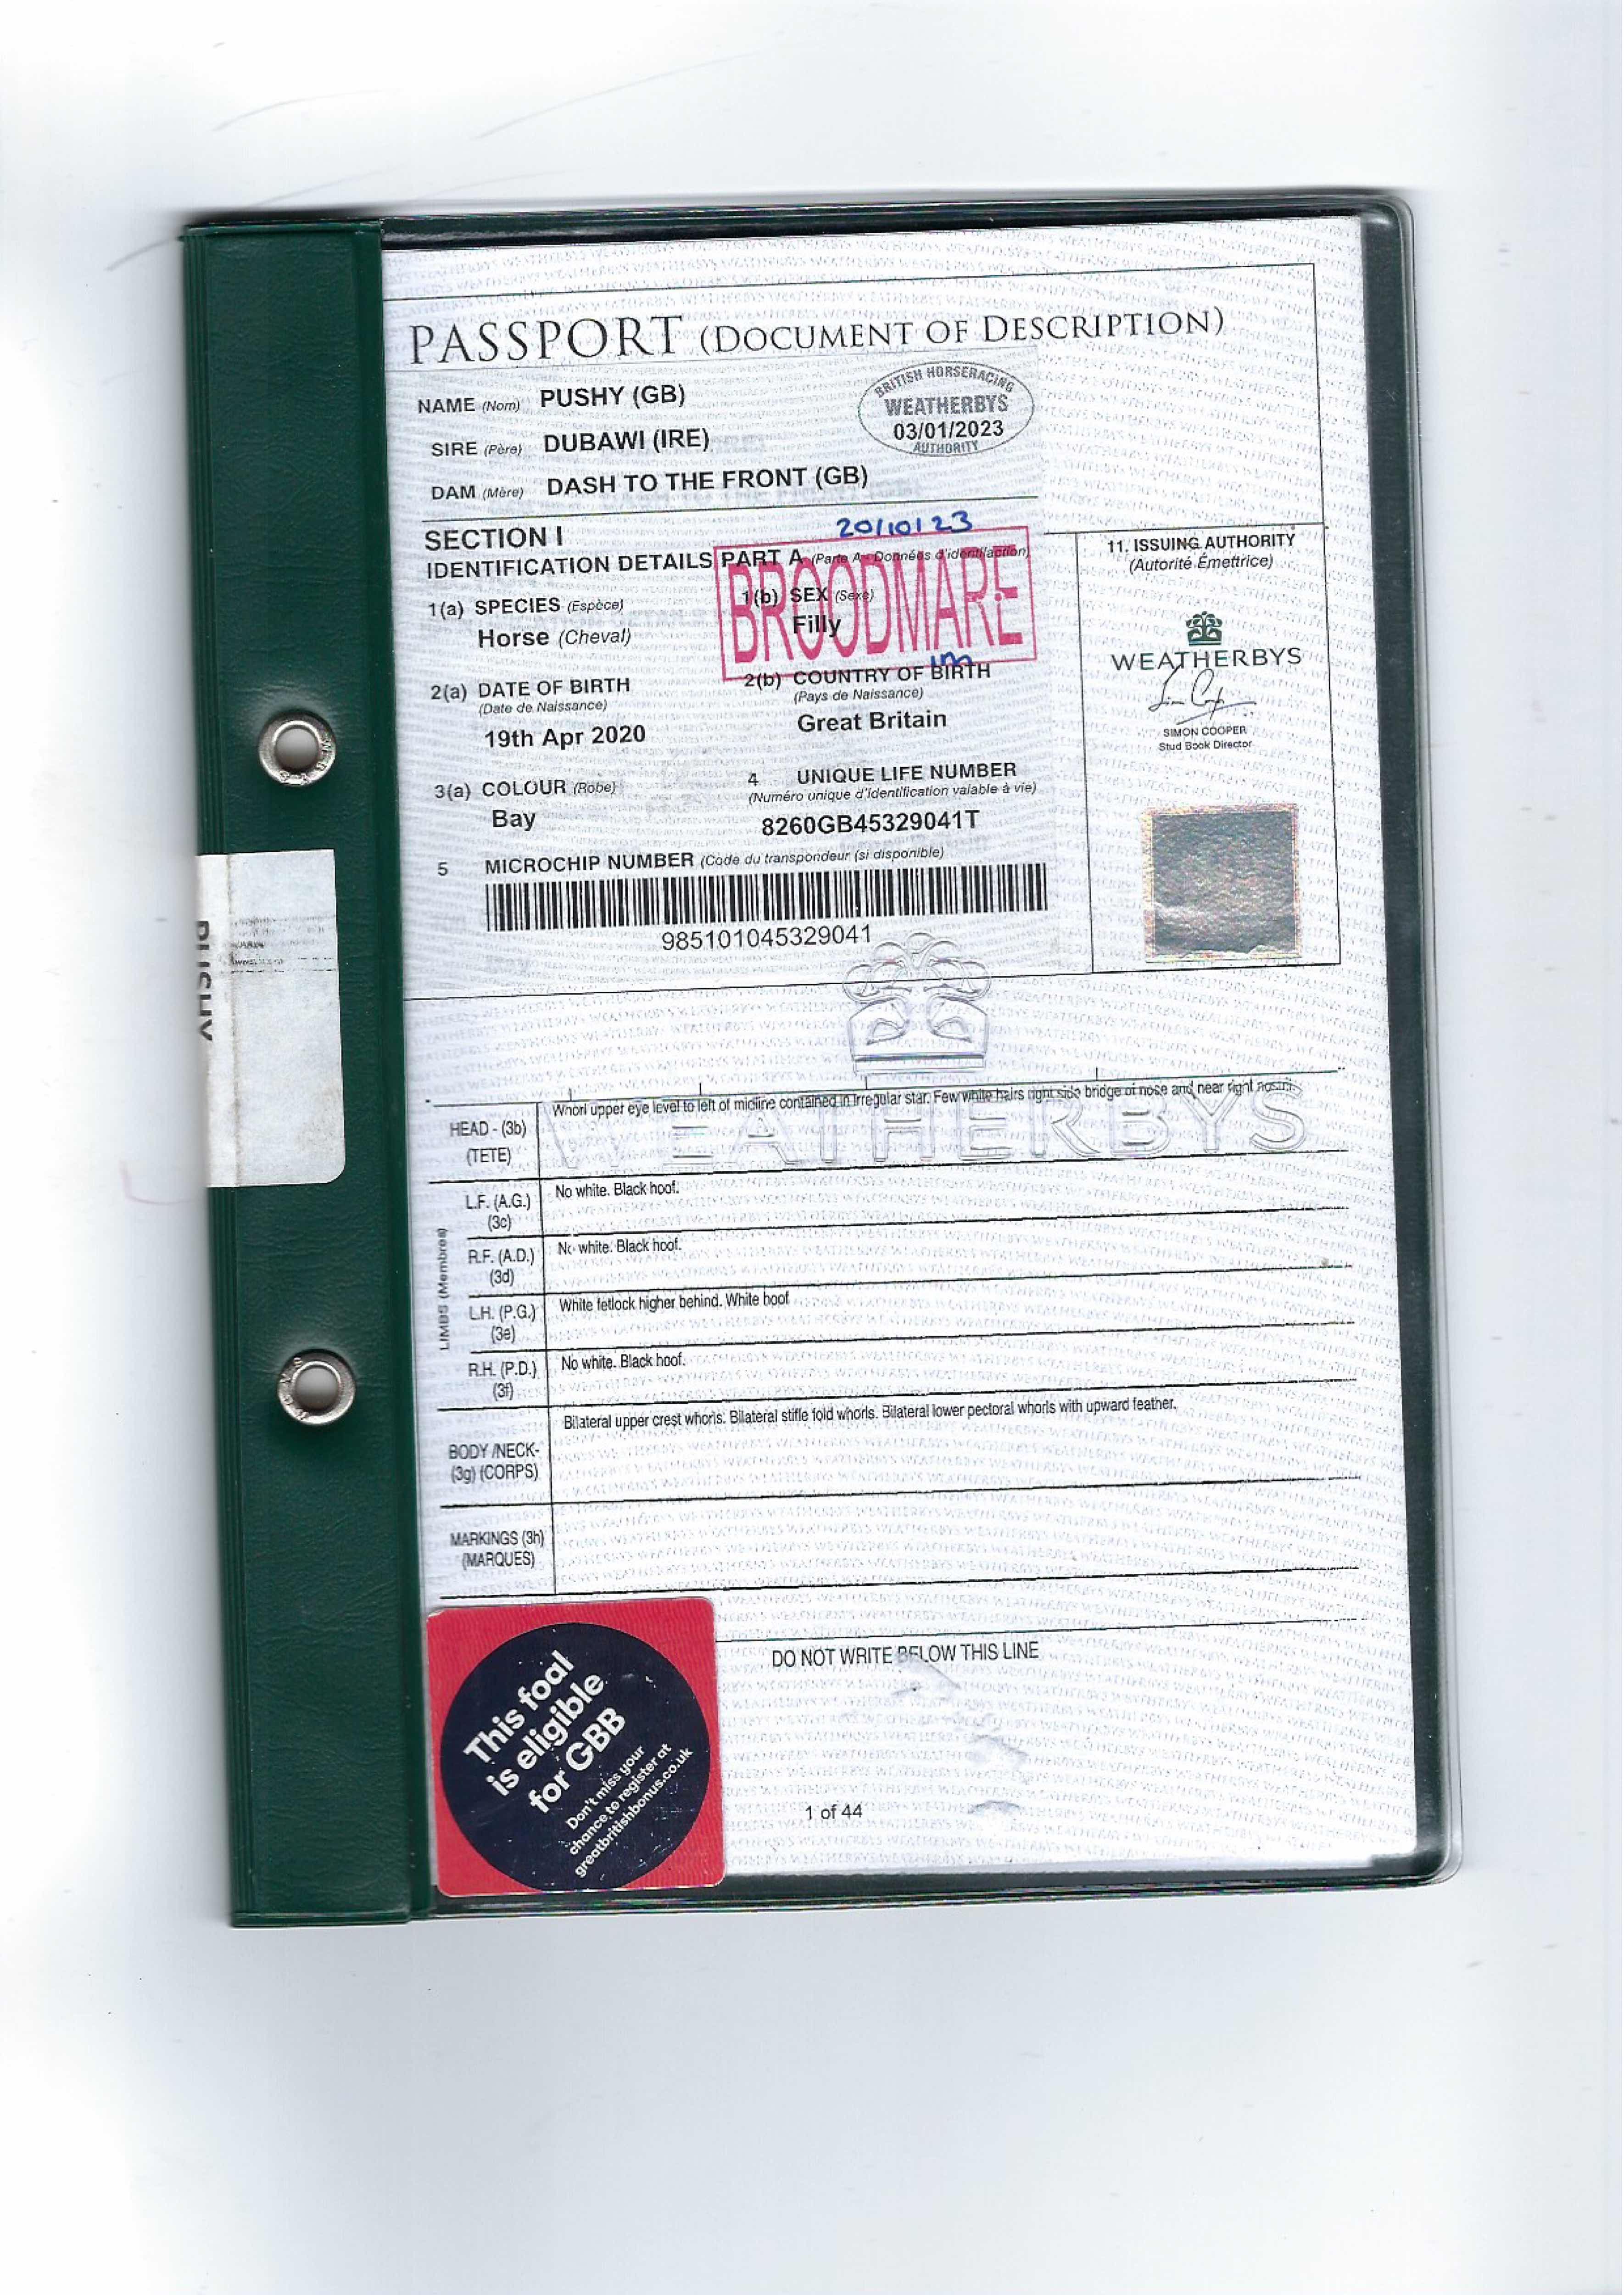 PASSPORT (DOCUMENT OF DESCRIPTION)
NAME (Nom) PUSHY (GB)
BRITISH HORSERACING
WEATHERBYS
03/01/2023
AUTHORITY
SIRE (Père) DUBAWI (IRE)
DAM (Mère) DASH TO THE FRONT (GB)
20/10/23
SECTION I
IDENTIFICATION DETAILS PART A (Parte A - Données d'identifaction)
BROODMARE
1(a) SPECIES (Espèce)
Horse (Cheval)
1(b) SEX (Sexe)
Filly
2(a) DATE OF BIRTH
(Date de Naissance)
19th Apr 2020
2(b) COUNTRY OF BIRTH
(Pays de Naissance)
Great Britain
3(a) COLOUR (Robe)
Bay
4 UNIQUE LIFE NUMBER
(Numéro unique d'identification valable à vie)
8260GB45329041T
5 MICROCHIP NUMBER (Code du transpondeur (si disponible)
985101045329041
11. ISSUING AUTHORITY
(Autorité Émettrice)
WEATHERBYS
SIMON COOPER
Stud Book Director
PUSHY
WEATHERBYS
HEAD - (3b)
(TETE)
Whorl upper eye level to left of midline contained in irregular star. Few white hairs right side bridge of nose and near right nostril.
LIMBS (Membres)
L.F. (A.G.)
(3c)
No white. Black hoof.
R.F. (A.D.)
(3d)
No white. Black hoof.
L.H. (P.G.)
(3e)
White fetlock higher behind. White hoof
R.H. (P.D.)
(3f)
No white. Black hoof.
BODY /NECK-
(3g) (CORPS)
Bilateral upper crest whorls. Bilateral stifle fold whorls. Bilateral lower pectoral whorls with upward feather.
MARKINGS (3h)
(MARQUES)
DO NOT WRITE BELOW THIS LINE
This foal
is eligible
for GBB
Don't miss your
chance to register at
greatbritishbonus.co.uk
1 of 44